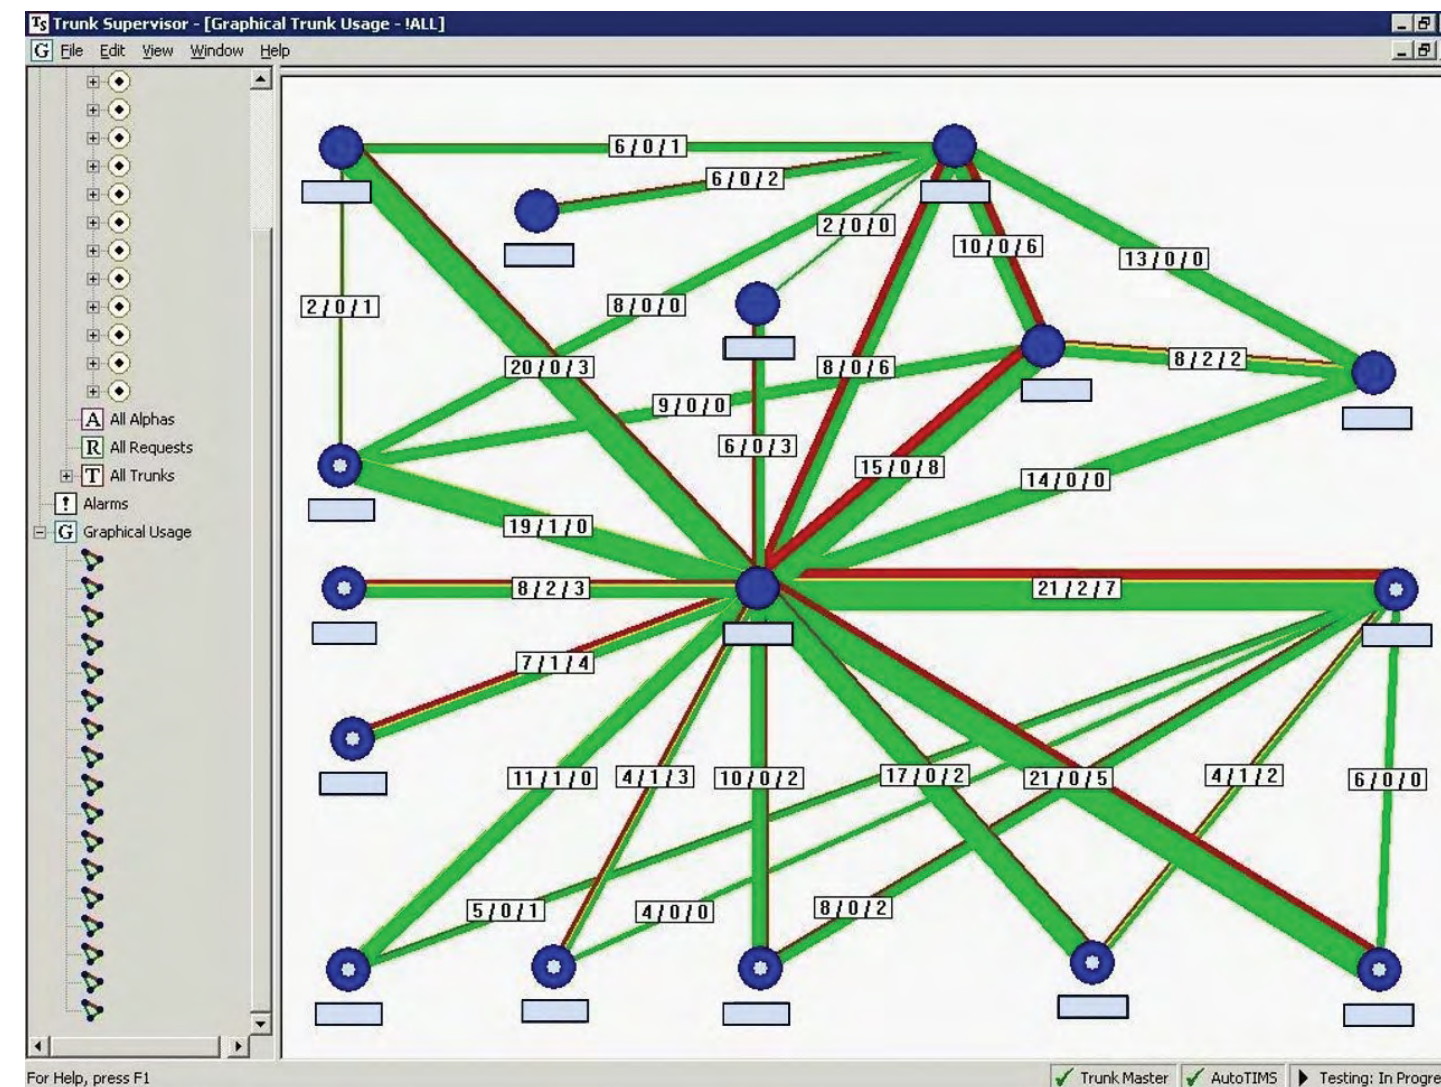 TS Trunk Supervisor - [Graphical Trunk Usage - !ALL]
G File Edit View Window Help
A All Alphas
R All Requests
T All Trunks
! Alarms
G Graphical Usage
6/0/1
6/0/2
2/0/0
10/0/6
13/0/0
2/0/1
8/0/0
20/0/3
8/0/6
8/2/2
9/0/0
6/0/3
15/0/8
14/0/0
19/1/0
8/2/3
21/2/7
7/1/4
11/1/0
4/1/3
10/0/2
17/0/2
21/0/5
4/1/2
6/0/0
5/0/1
4/0/0
8/0/2
For Help, press F1
Trunk Master
AutoTIMS
Testing: In Progre